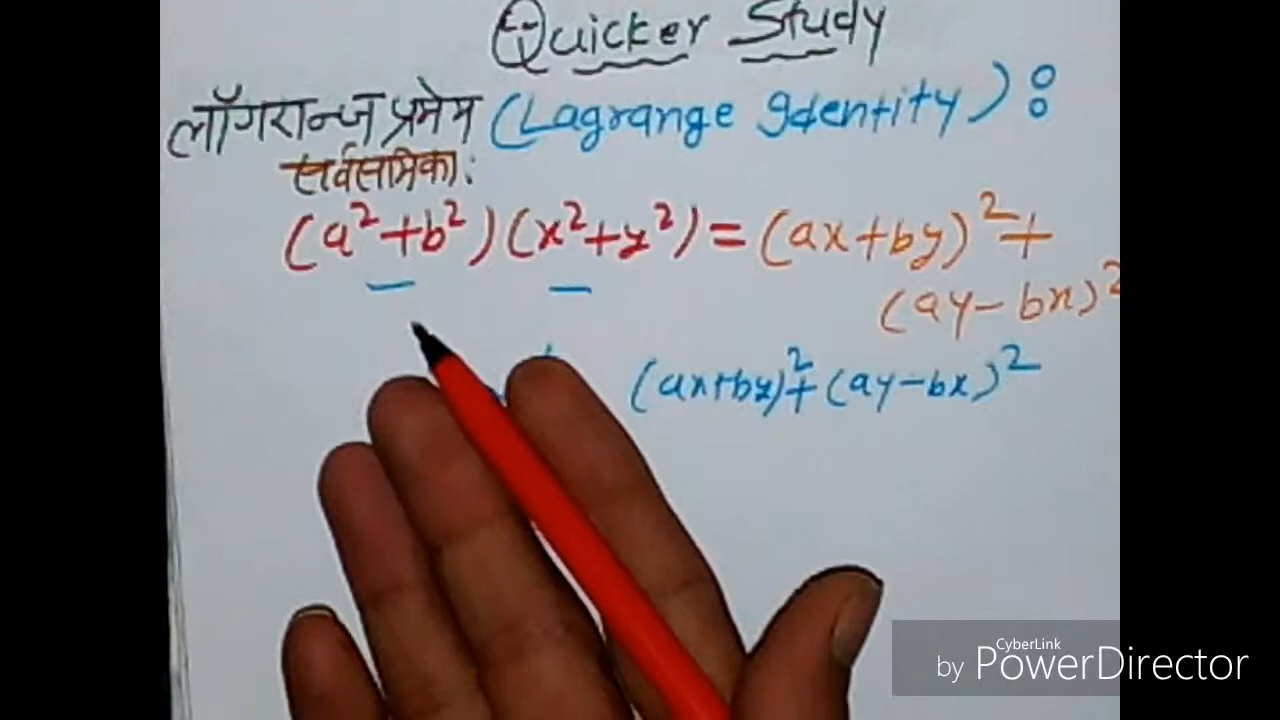 Quicker Study
लॉगरान्ज प्रमेय (Lagrange Identity) :
सर्वसमिका:
(a²+b²)(x²+y²) = (ax+by)²+
(ay-bx)²
(ax+by)²+(ay-bx)²
CyberLink
by PowerDirector